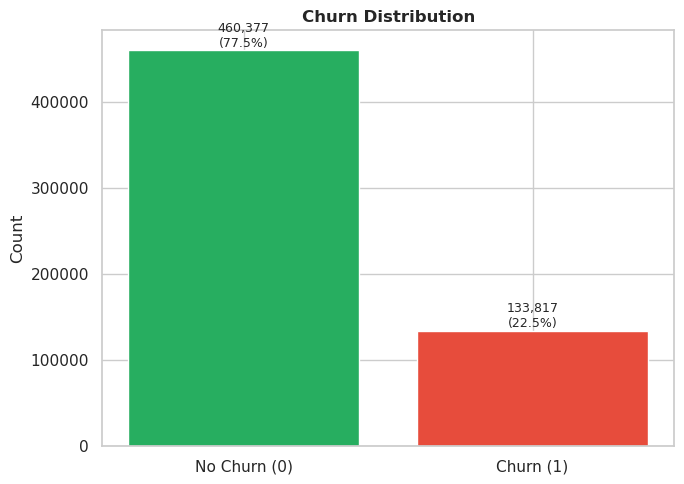 Churn Distribution
460,377
(77.5%)
133,817
(22.5%)
Count
400000
300000
200000
100000
0
No Churn (0)
Churn (1)